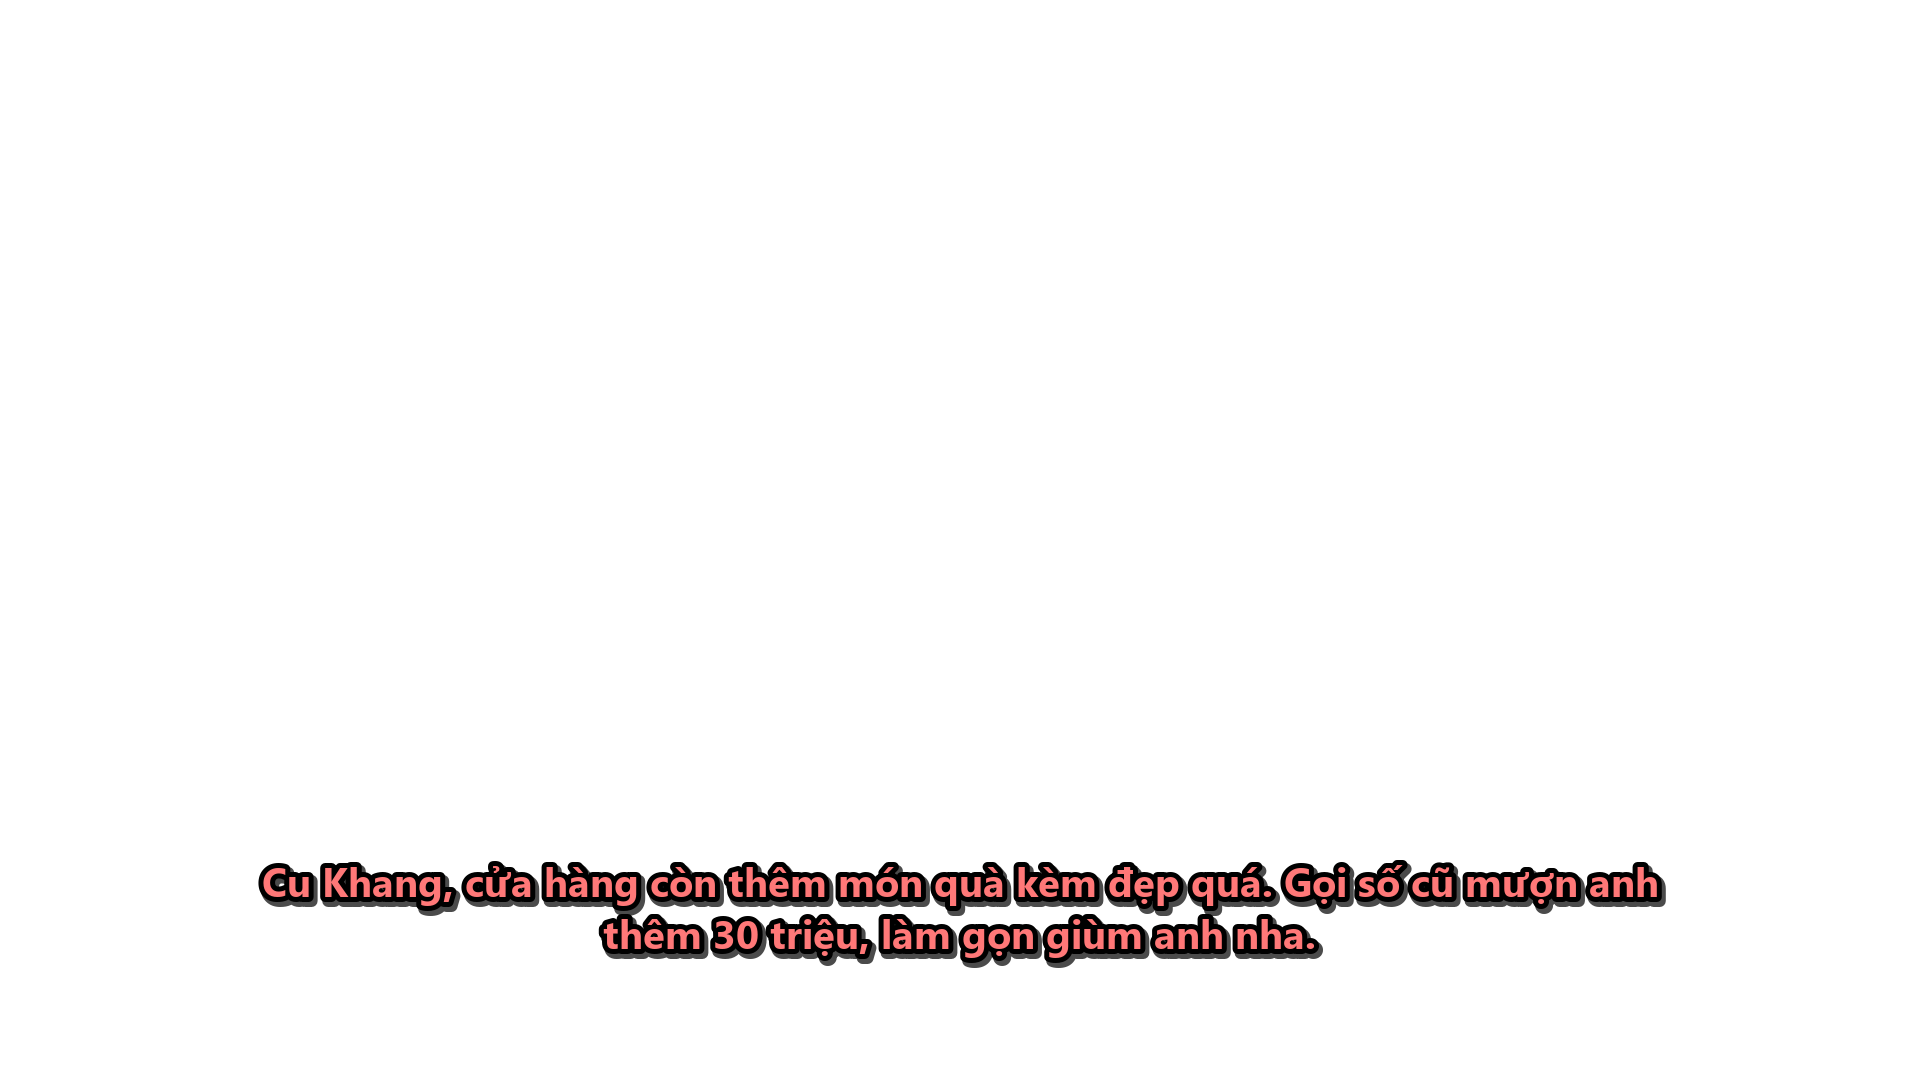 Cu Khang, cửa hàng còn thêm món quà kèm đẹp quá. Gọi số cũ mượn anh
thêm 30 triệu, làm gọn giùm anh nha.